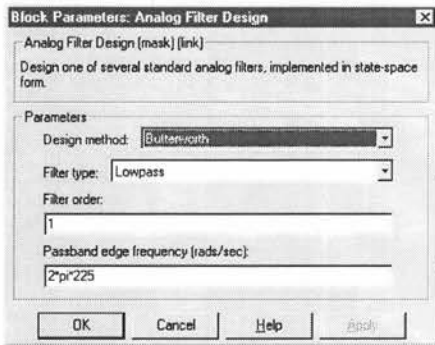 Block Parameters: Analog Filter Design
Analog Filter Design (mask) (link)
Design one of several standard analog filters, implemented in state-space
form.
Parameters
Design method: Butterworth
Filter type: Lowpass
Filter order:
1
Passband edge frequency (rads/sec):
2*pi*225
OK Cancel Help Apply